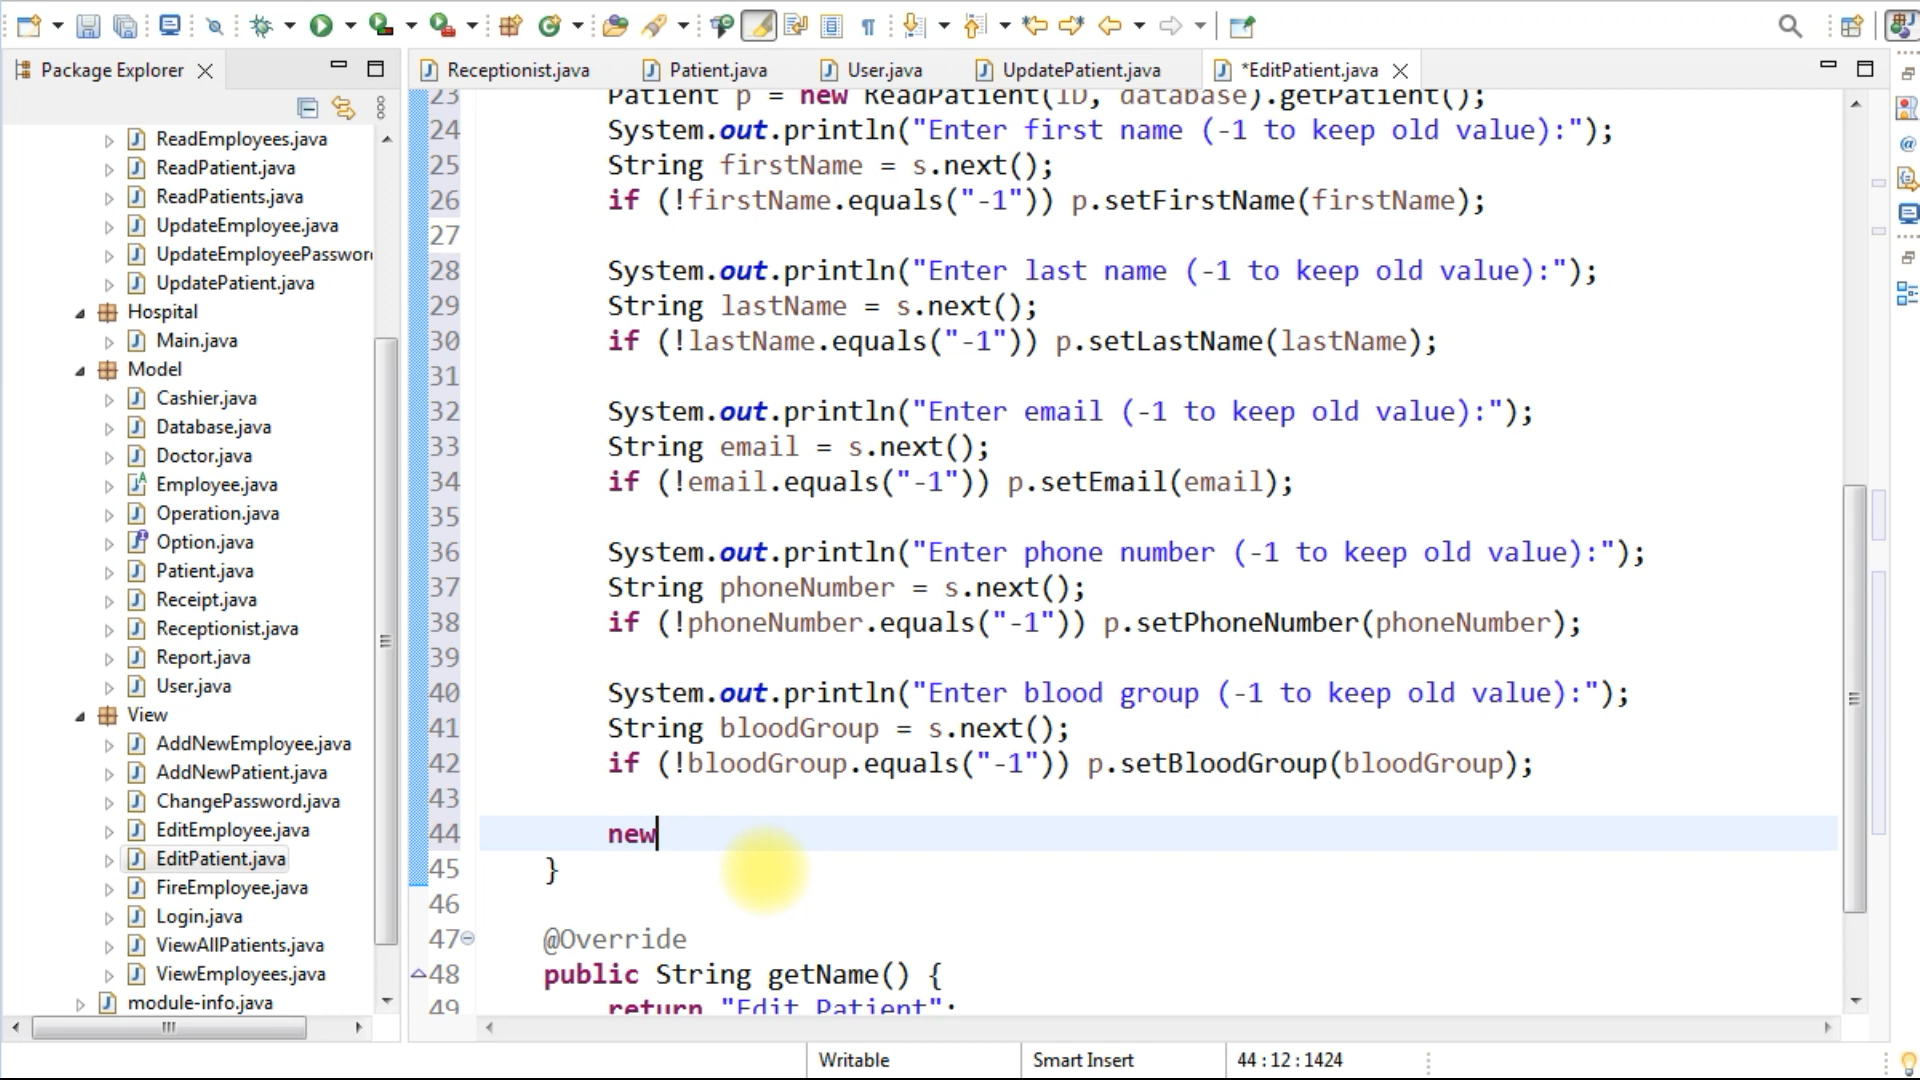 Package Explorer
Receptionist.java
Patient.java
User.java
UpdatePatient.java
*EditPatient.java
ReadEmployees.java
ReadPatient.java
ReadPatients.java
UpdateEmployee.java
UpdateEmployeePassword
UpdatePatient.java
Hospital
Main.java
Model
Cashier.java
Database.java
Doctor.java
Employee.java
Operation.java
Option.java
Patient.java
Receipt.java
Receptionist.java
Report.java
User.java
View
AddNewEmployee.java
AddNewPatient.java
ChangePassword.java
EditEmployee.java
EditPatient.java
FireEmployee.java
Login.java
ViewAllPatients.java
ViewEmployees.java
module-info.java
23 Patient p = new ReadPatient(ID, database).getPatient();
24 System.out.println("Enter first name (-1 to keep old value):");
25 String firstName = s.next();
26 if (!firstName.equals("-1")) p.setFirstName(firstName);
27
28 System.out.println("Enter last name (-1 to keep old value):");
29 String lastName = s.next();
30 if (!lastName.equals("-1")) p.setLastName(lastName);
31
32 System.out.println("Enter email (-1 to keep old value):");
33 String email = s.next();
34 if (!email.equals("-1")) p.setEmail(email);
35
36 System.out.println("Enter phone number (-1 to keep old value):");
37 String phoneNumber = s.next();
38 if (!phoneNumber.equals("-1")) p.setPhoneNumber(phoneNumber);
39
40 System.out.println("Enter blood group (-1 to keep old value):");
41 String bloodGroup = s.next();
42 if (!bloodGroup.equals("-1")) p.setBloodGroup(bloodGroup);
43
44 new
45 }
46
47 @Override
48 public String getName() {
49 return "Edit Patient";
Writable
Smart Insert
44 : 12 : 1424